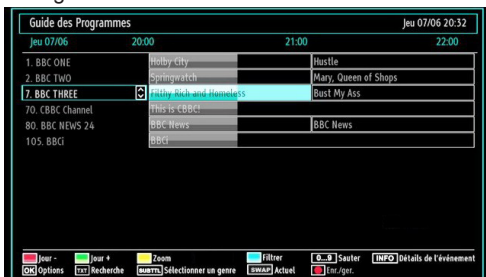 Guide des Programmes Jeu 07/06 20:32
Jeu 07/06 20:00 21:00 22:00
1. BBC ONE Holby City Hustle
2. BBC TWO Springwatch Mary, Queen of Shops
7. BBC THREE Filthy Rich and Homeless Bust My Ass
70. CBBC Channel This is CBBC!
80. BBC NEWS 24 BBC News BBC News
105. BBCi BBCi
Jour - Jour + Zoom Filtrer 0...9 Sauter INFO Détails de l'événement
OK Options TXT Recherche SUBTTL Sélectionner un genre SWAP Actuel Enr./ger.